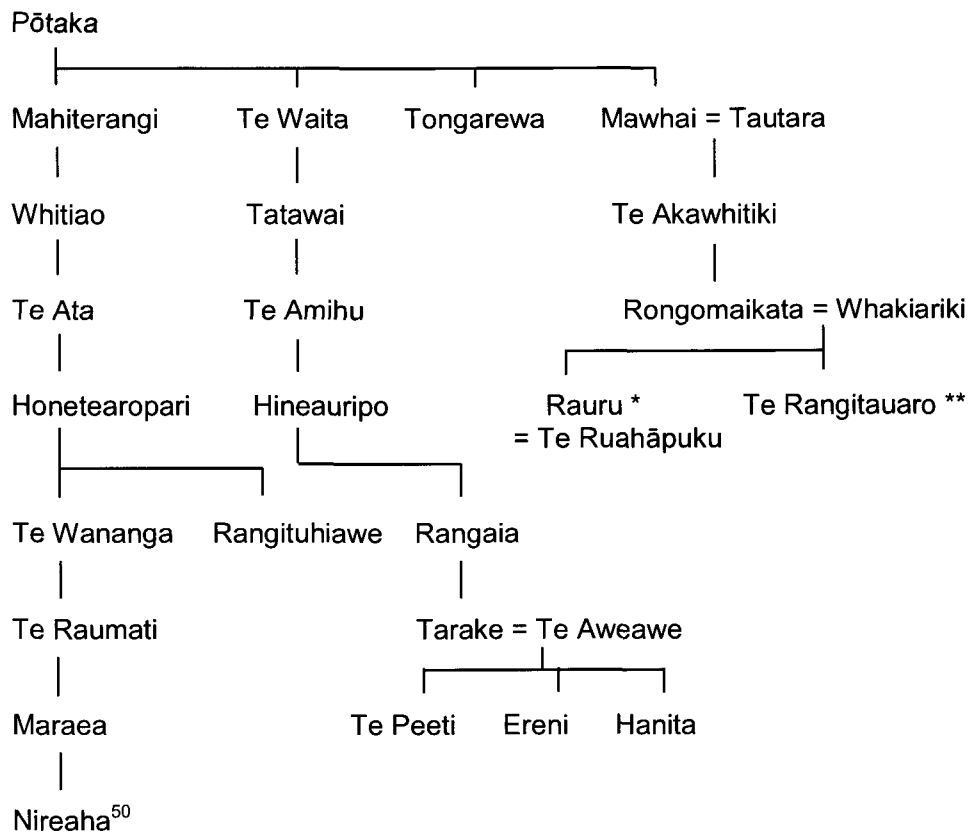 Pōtaka
Mahiterangi Te Waita Tongarewa Mawhai = Tautara
Whitiao Tatawai Te Akawhitiki
Te Ata Te Amihu Rongomaikata = Whakiariki
Honetearopari Hineauripo Rauru * Te Rangitauaro **
= Te Ruahāpuku
Te Wananga Rangituhiawe Rangaia
Te Raumati Tarake = Te Aweawe
Maraea Te Peeti Ereni Hanita
Nireaha50